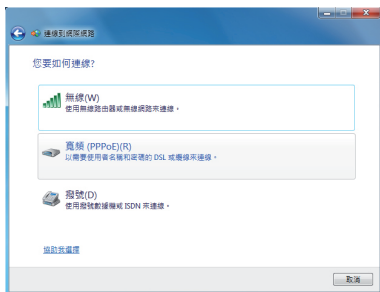 連線到網際網路
您要如何連線?
無線(W)
使用無線路由器或無線網路來連線。
寬頻 (PPPoE)(R)
以需要使用者名稱和密碼的 DSL 或纜線來連線。
撥號(D)
使用撥號數據機或 ISDN 來連線。
協助我選擇
取消